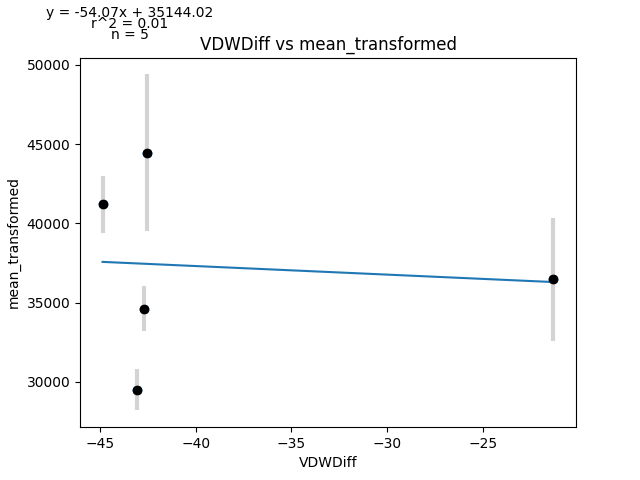 y = -54.07x + 35144.02
r^2 = 0.01
n = 5
VDWDiff vs mean_transformed
50000
45000
40000
35000
30000
mean_transformed
−45
−40
−35
−30
−25
VDWDiff